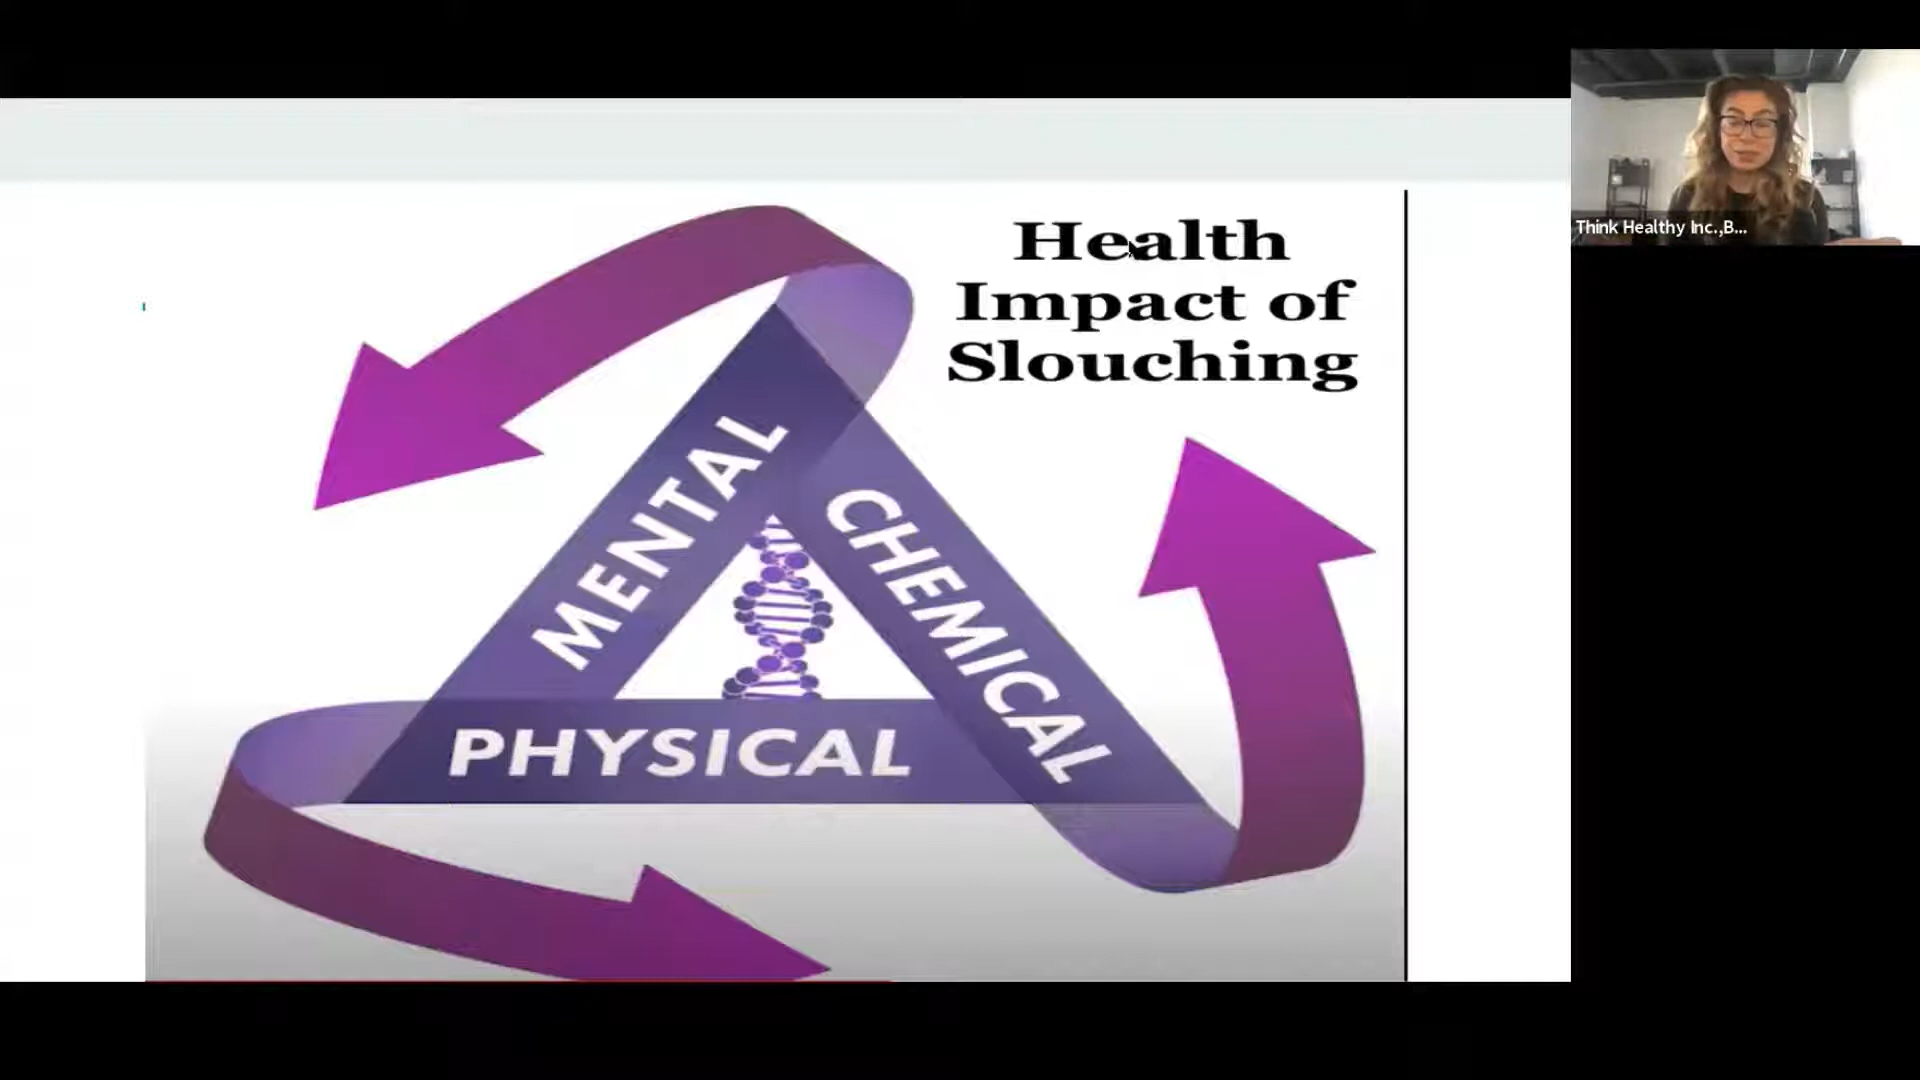 Health
Impact of
Slouching
MENTAL
CHEMICAL
PHYSICAL
Think Healthy Inc.,B...